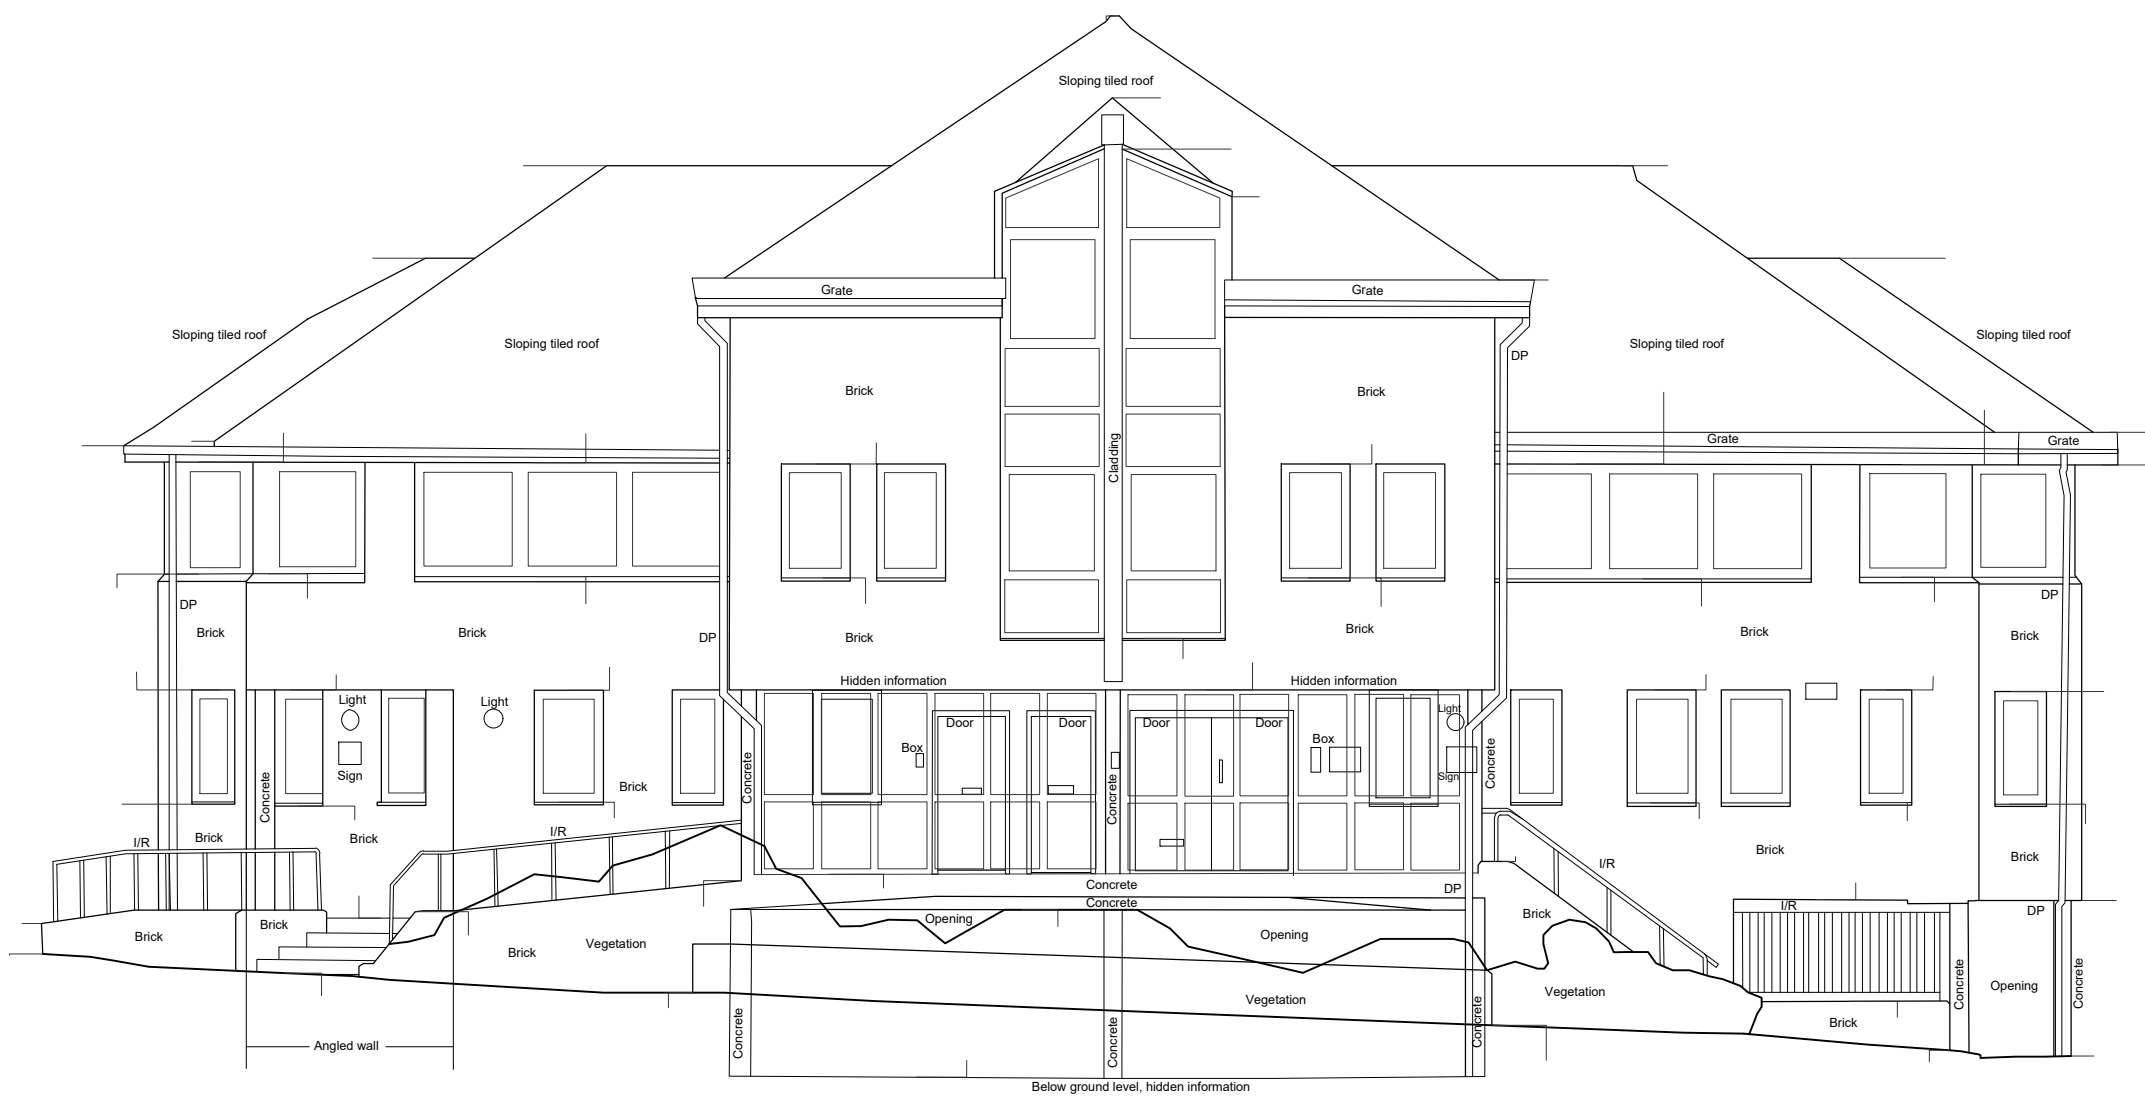 Sloping tiled roof
Sloping tiled roof
Sloping tiled roof
Sloping tiled roof
Sloping tiled roof
Grate
Grate
DP
Brick
Brick
Grate
Grate
Cladding
DP
DP
Brick
Brick
DP
Brick
Brick
Brick
Brick
Hidden information
Hidden information
Light
Light
Light
Door
Door
Door
Door
Box
Box
Sign
Sign
Concrete
Concrete
Concrete
Concrete
Brick
I/R
I/R
Brick
Brick
Brick
Brick
I/R
Concrete
DP
Concrete
I/R
DP
Brick
Brick
Opening
Brick
Opening
Brick
Vegetation
Concrete
Concrete
Opening
Vegetation
Vegetation
Concrete
Concrete
Concrete
Brick
Angled wall
Below ground level, hidden information